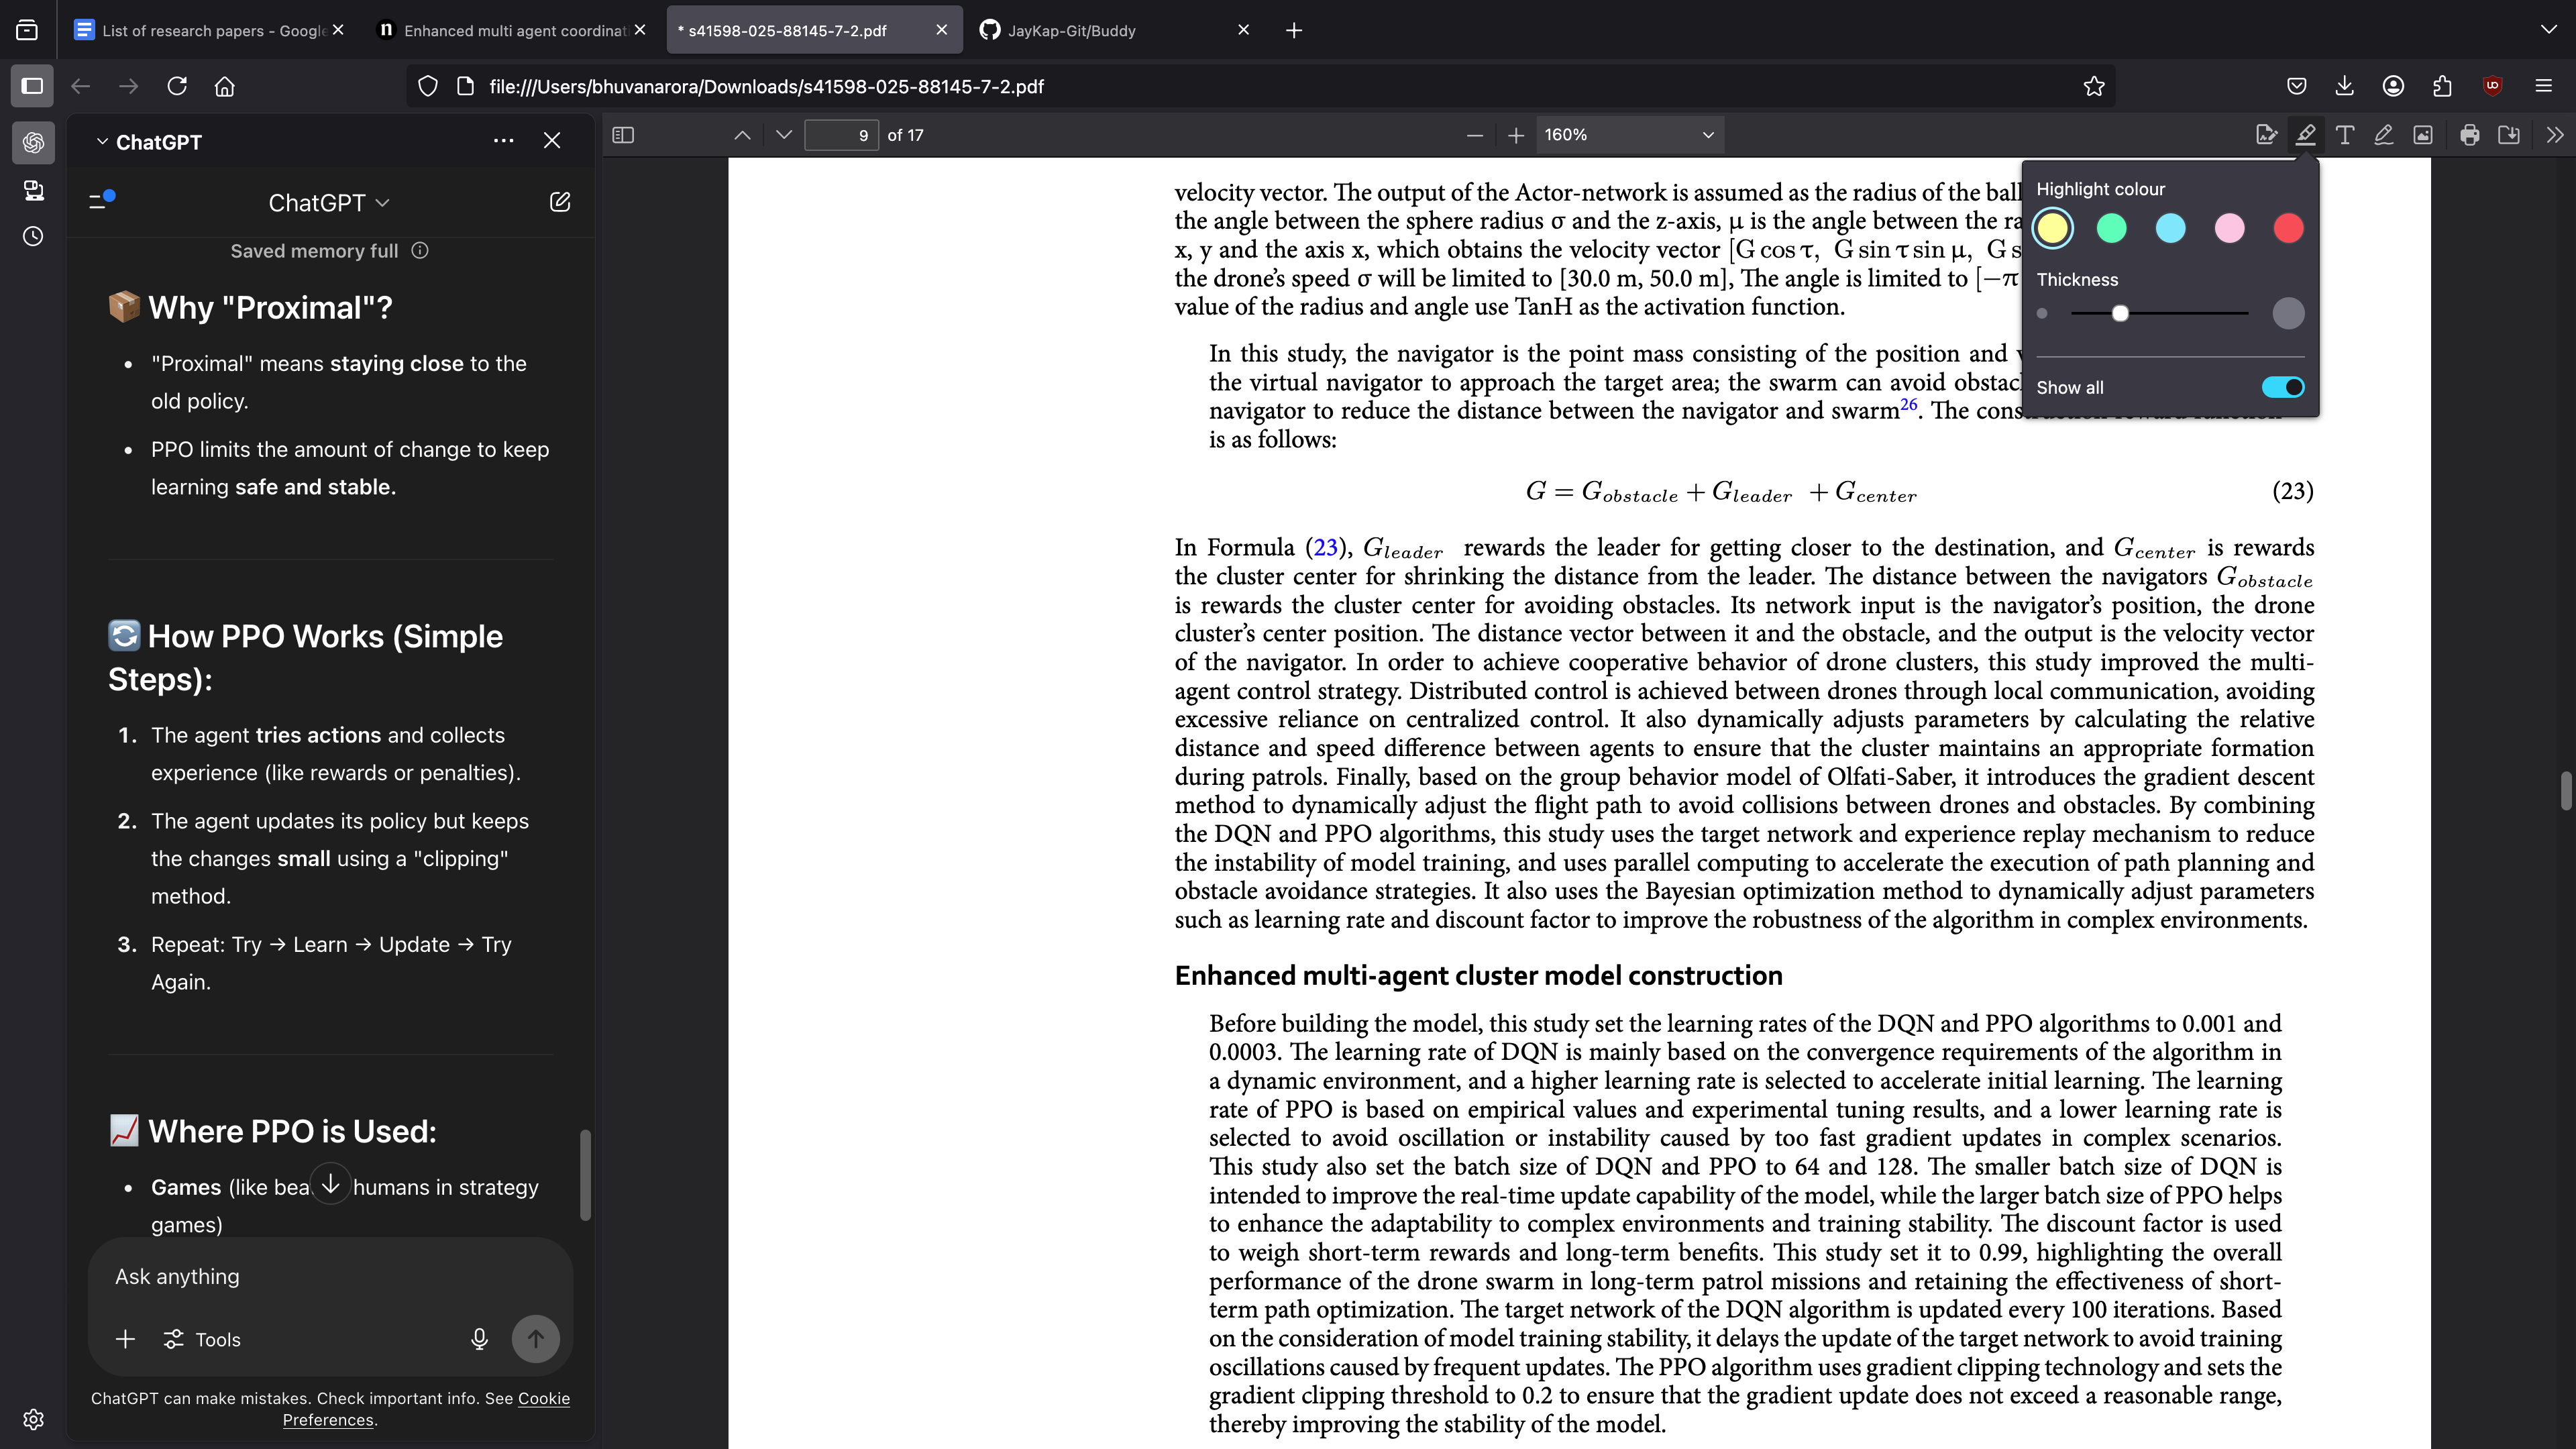 List of research papers - Google
Enhanced multi agent coordinat
* s41598-025-88145-7-2.pdf
JayKap-Git/Buddy
file:///Users/bhuvanarora/Downloads/s41598-025-88145-7-2.pdf
ChatGPT
9 of 17
160%
ChatGPT
Saved memory full
📦 Why "Proximal"?
• "Proximal" means staying close to the
old policy.
• PPO limits the amount of change to keep
learning safe and stable.
🔄 How PPO Works (Simple
Steps):
1. The agent tries actions and collects
experience (like rewards or penalties).
2. The agent updates its policy but keeps
the changes small using a "clipping"
method.
3. Repeat: Try → Learn → Update → Try
Again.
📈 Where PPO is Used:
• Games (like bea humans in strategy
games)
Ask anything
Tools
ChatGPT can make mistakes. Check important info. See Cookie
Preferences.
Highlight colour
Thickness
Show all
velocity vector. The output of the Actor-network is assumed as the radius of the ball
the angle between the sphere radius σ and the z-axis, μ is the angle between the ra
x, y and the axis x, which obtains the velocity vector [G cos τ, G sin τ sin μ, G s
the drone's speed σ will be limited to [30.0 m, 50.0 m], The angle is limited to [−π
value of the radius and angle use TanH as the activation function.
In this study, the navigator is the point mass consisting of the position and
the virtual navigator to approach the target area; the swarm can avoid obstac
navigator to reduce the distance between the navigator and swarm26. The construction reward function
is as follows:
G = Gobstacle + Gleader + Gcenter (23)
In Formula (23), Gleader rewards the leader for getting closer to the destination, and Gcenter is rewards
the cluster center for shrinking the distance from the leader. The distance between the navigators Gobstacle
is rewards the cluster center for avoiding obstacles. Its network input is the navigator's position, the drone
cluster's center position. The distance vector between it and the obstacle, and the output is the velocity vector
of the navigator. In order to achieve cooperative behavior of drone clusters, this study improved the multi-
agent control strategy. Distributed control is achieved between drones through local communication, avoiding
excessive reliance on centralized control. It also dynamically adjusts parameters by calculating the relative
distance and speed difference between agents to ensure that the cluster maintains an appropriate formation
during patrols. Finally, based on the group behavior model of Olfati-Saber, it introduces the gradient descent
method to dynamically adjust the flight path to avoid collisions between drones and obstacles. By combining
the DQN and PPO algorithms, this study uses the target network and experience replay mechanism to reduce
the instability of model training, and uses parallel computing to accelerate the execution of path planning and
obstacle avoidance strategies. It also uses the Bayesian optimization method to dynamically adjust parameters
such as learning rate and discount factor to improve the robustness of the algorithm in complex environments.
Enhanced multi-agent cluster model construction
Before building the model, this study set the learning rates of the DQN and PPO algorithms to 0.001 and
0.0003. The learning rate of DQN is mainly based on the convergence requirements of the algorithm in
a dynamic environment, and a higher learning rate is selected to accelerate initial learning. The learning
rate of PPO is based on empirical values and experimental tuning results, and a lower learning rate is
selected to avoid oscillation or instability caused by too fast gradient updates in complex scenarios.
This study also set the batch size of DQN and PPO to 64 and 128. The smaller batch size of DQN is
intended to improve the real-time update capability of the model, while the larger batch size of PPO helps
to enhance the adaptability to complex environments and training stability. The discount factor is used
to weigh short-term rewards and long-term benefits. This study set it to 0.99, highlighting the overall
performance of the drone swarm in long-term patrol missions and retaining the effectiveness of short-
term path optimization. The target network of the DQN algorithm is updated every 100 iterations. Based
on the consideration of model training stability, it delays the update of the target network to avoid training
oscillations caused by frequent updates. The PPO algorithm uses gradient clipping technology and sets the
gradient clipping threshold to 0.2 to ensure that the gradient update does not exceed a reasonable range,
thereby improving the stability of the model.